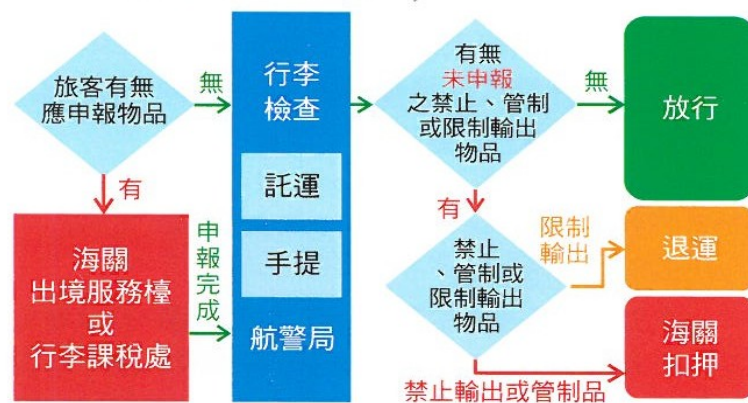 旅客有無
應申報物品
無
有
海關
出境服務檯
或
行李課稅處
申報完成
行李
檢查
託運
手提
航警局
有無
未申報
之禁止、管制
或限制輸出
物品
無
放行
有
禁止
、管制或
限制輸出
物品
限制
輸出
退運
禁止輸出或管制品
海關
扣押